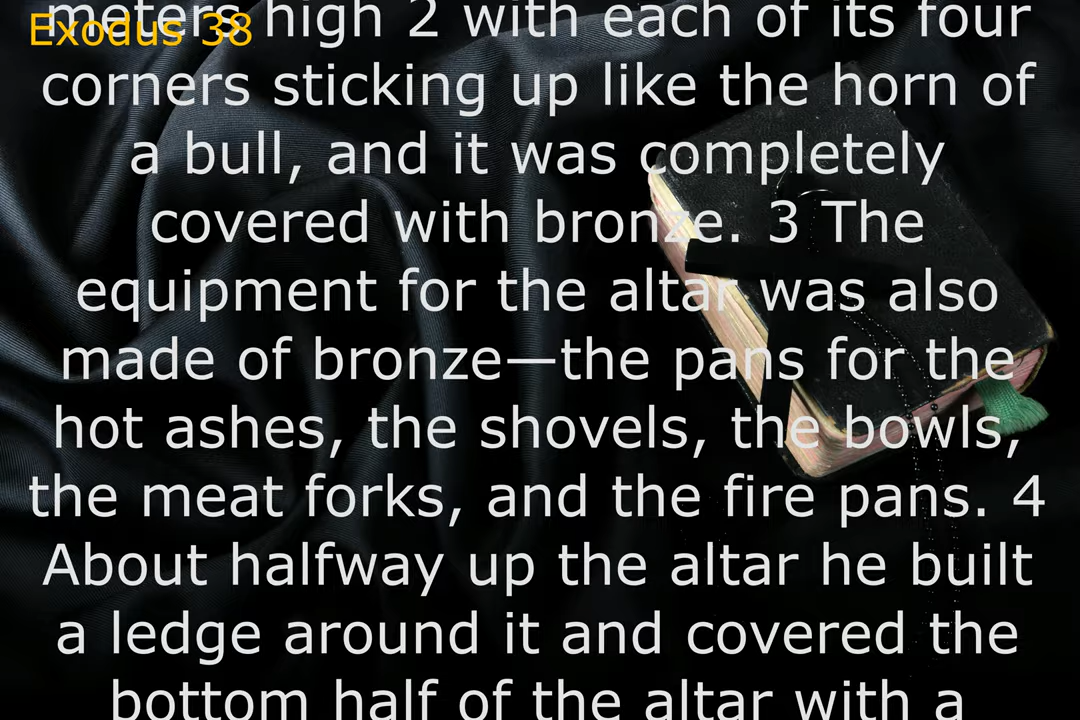 Exodus 38
meters high 2 with each of its four
corners sticking up like the horn of
a bull, and it was completely
covered with bronze. 3 The
equipment for the altar was also
made of bronze—the pans for the
hot ashes, the shovels, the bowls,
the meat forks, and the fire pans. 4
About halfway up the altar he built
a ledge around it and covered the
bottom half of the altar with a